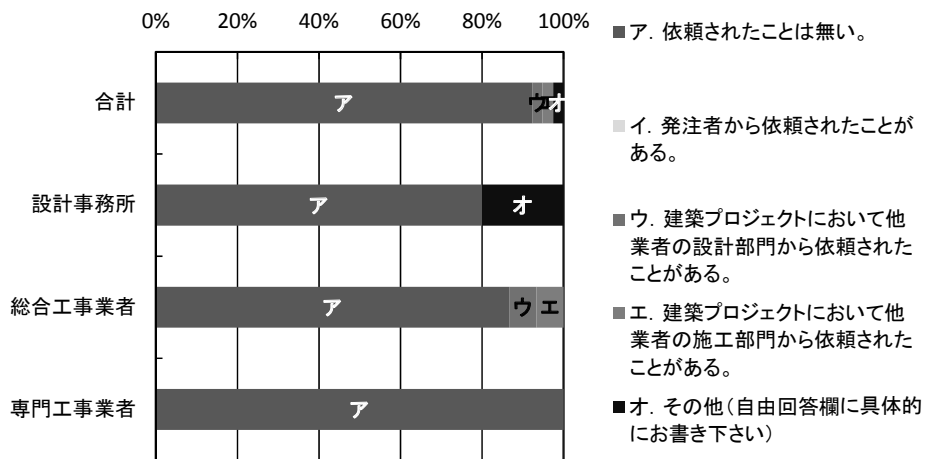 0% 20% 40% 60% 80% 100%
合計
ア ウ エ オ
設計事務所
ア オ
総合工事業者
ア ウ エ
専門工事業者
ア
ア．依頼されたことは無い。
イ．発注者から依頼されたことが
ある。
ウ．建築プロジェクトにおいて他
業者の設計部門から依頼された
ことがある。
エ．建築プロジェクトにおいて他
業者の施工部門から依頼された
ことがある。
オ．その他（自由回答欄に具体的
にお書き下さい）